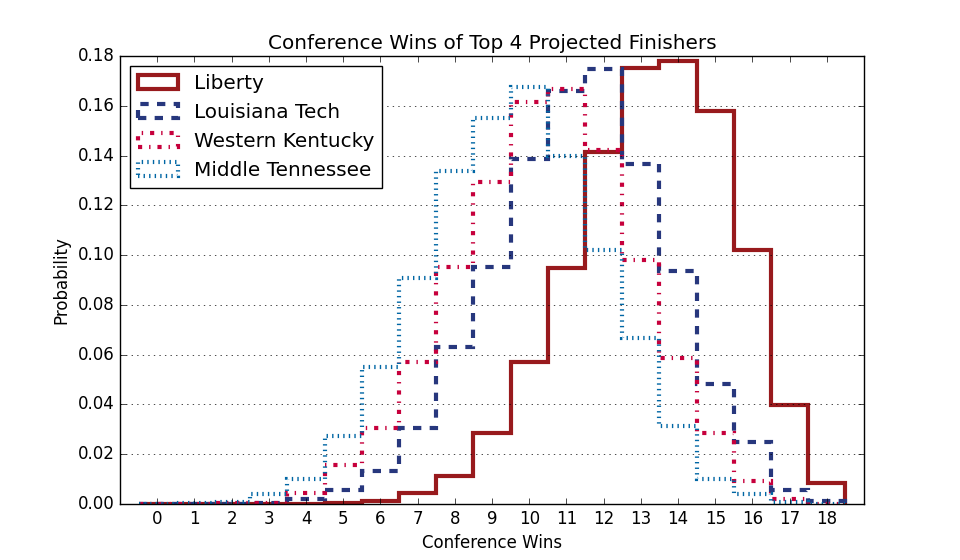 Conference Wins of Top 4 Projected Finishers
0.18
0.16
0.14
0.12
0.10
0.08
0.06
0.04
0.02
0.00
Probability
Liberty
Louisiana Tech
Western Kentucky
Middle Tennessee
0 1 2 3 4 5 6 7 8 9 10 11 12 13 14 15 16 17 18
Conference Wins